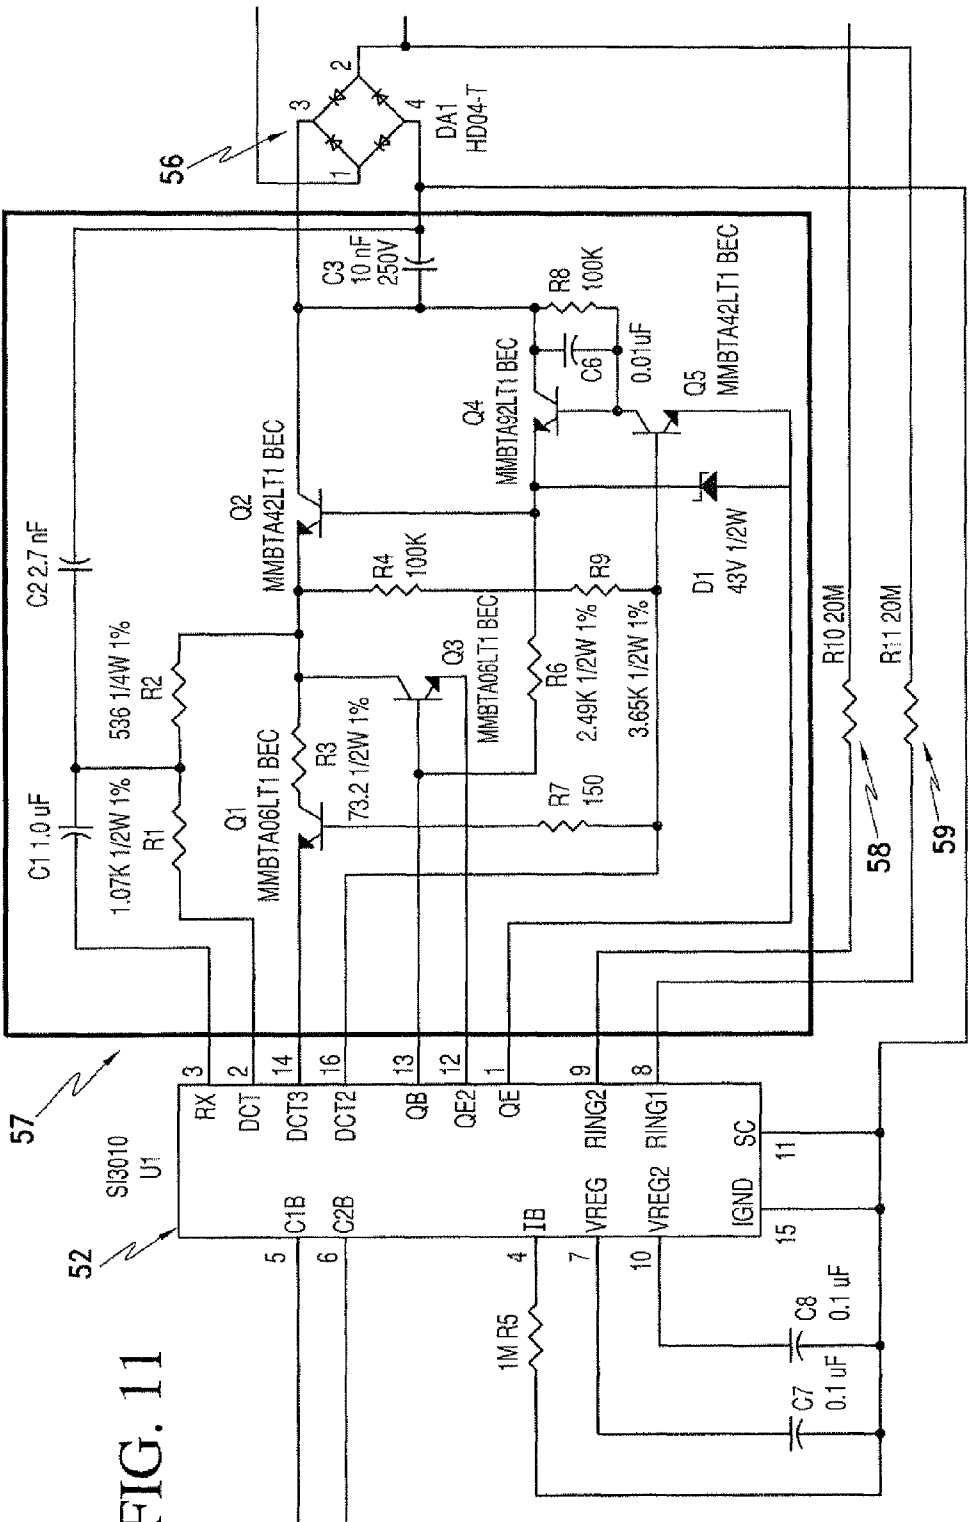 FIG. 11
52
SI3010
U1
57
56
58
59
C1B
C2B
IB
VREG
VREG2
IGND
SC
RX
DCT
DCT3
DCT2
QB
QE2
QE
RING2
RING1
5
6
4
7
10
15
11
3
2
14
16
13
12
1
9
8
1M R5
C7
0.1 uF
C8
0.1 uF
C1 1.0 uF
1.07K 1/2W 1%
R1
536 1/4W 1%
R2
C2 2.7 nF
Q1
MMBTA06LT1 BEC
R3
73.2 1/2W 1%
Q2
MMBTA42LT1 BEC
R4
100K
Q3
MMBTA06LT1 BEC
R6
2.49K 1/2W 1%
R7
150
R9
3.65K 1/2W 1%
Q4
MMBTA92LT1 BEC
C3
10 nF
250V
R8
100K
C6
0.01uF
Q5
MMBTA42LT1 BEC
D1
43V 1/2W
R10 20M
R11 20M
1
2
3
4
DA1
HD04-T